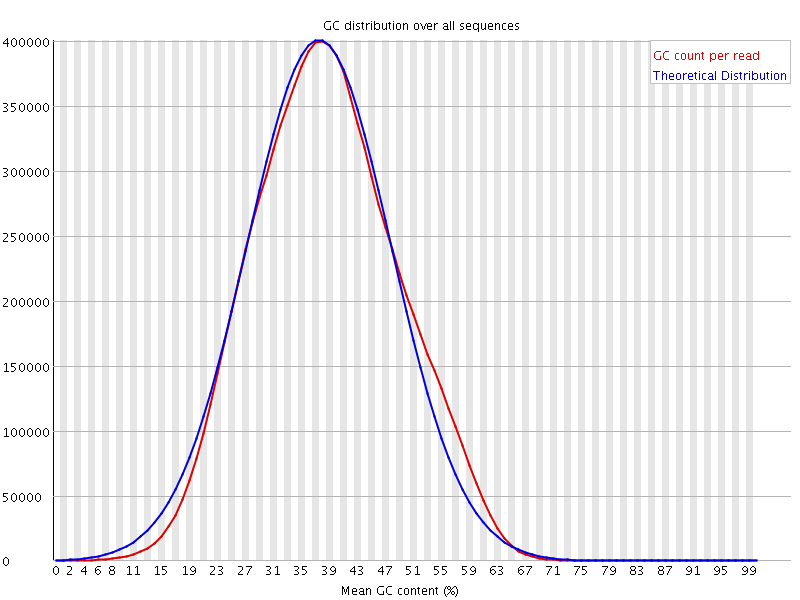 GC distribution over all sequences
GC count per read
Theoretical Distribution
400000
350000
300000
250000
200000
150000
100000
50000
0
0 2 4 6 8 11 15 19 23 27 31 35 39 43 47 51 55 59 63 67 71 75 79 83 87 91 95 99
Mean GC content (%)